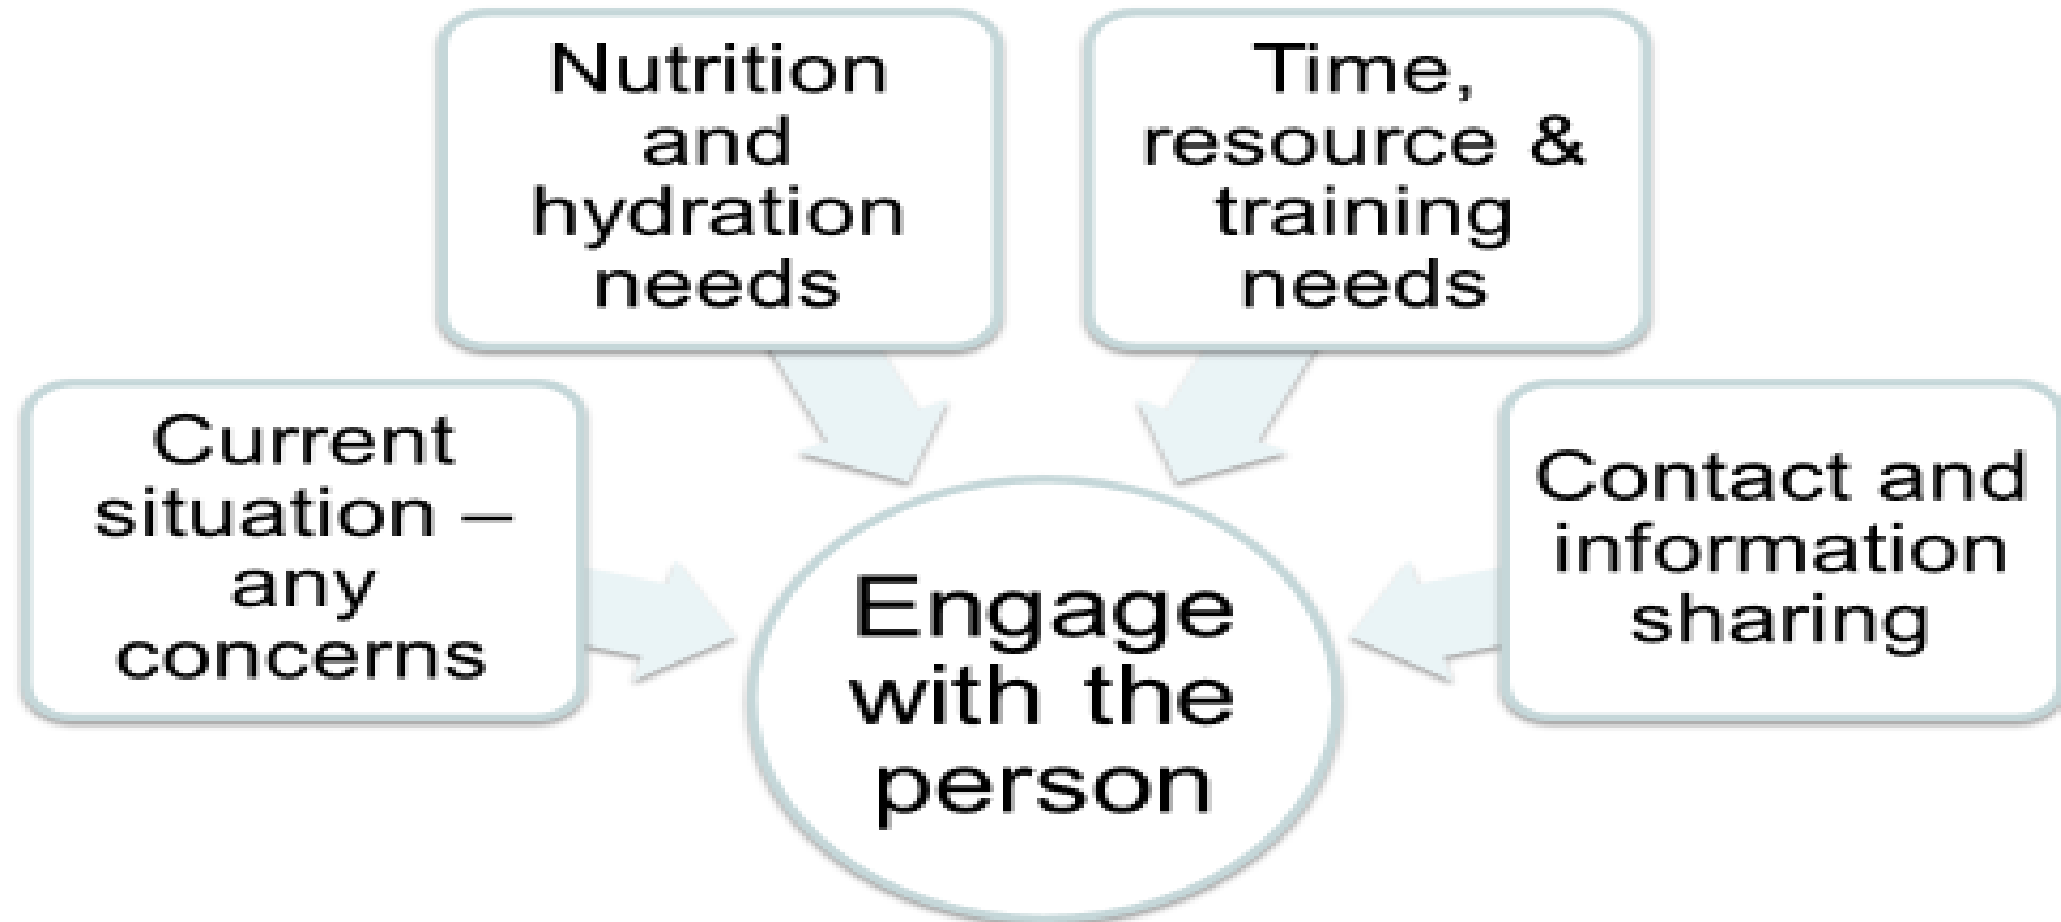 Nutrition
and
hydration
needs
Time,
resource &
training
needs
Current
situation –
any
concerns
Contact and
information
sharing
Engage
with the
person